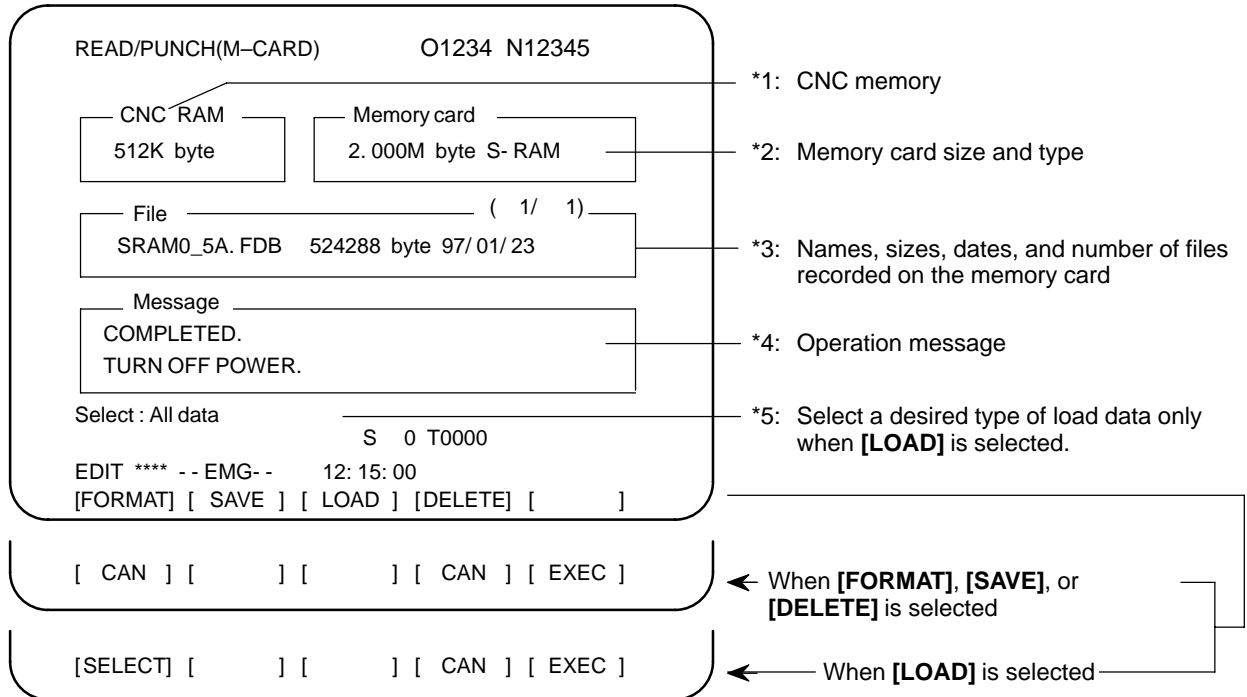 READ/PUNCH(M–CARD) O1234 N12345
*1: CNC memory
CNC RAM Memory card
512K byte 2. 000M byte S- RAM
*2: Memory card size and type
File ( 1/ 1)
SRAM0_5A. FDB 524288 byte 97/ 01/ 23
*3: Names, sizes, dates, and number of files
recorded on the memory card
Message
COMPLETED.
TURN OFF POWER.
*4: Operation message
Select : All data
*5: Select a desired type of load data only
when [LOAD] is selected.
S 0 T0000
EDIT **** - - EMG- - 12: 15: 00
[FORMAT] [ SAVE ] [ LOAD ] [DELETE] [ ]
[ CAN ] [ ] [ ] [ CAN ] [ EXEC ]
When [FORMAT], [SAVE], or
[DELETE] is selected
[SELECT] [ ] [ ] [ CAN ] [ EXEC ]
When [LOAD] is selected